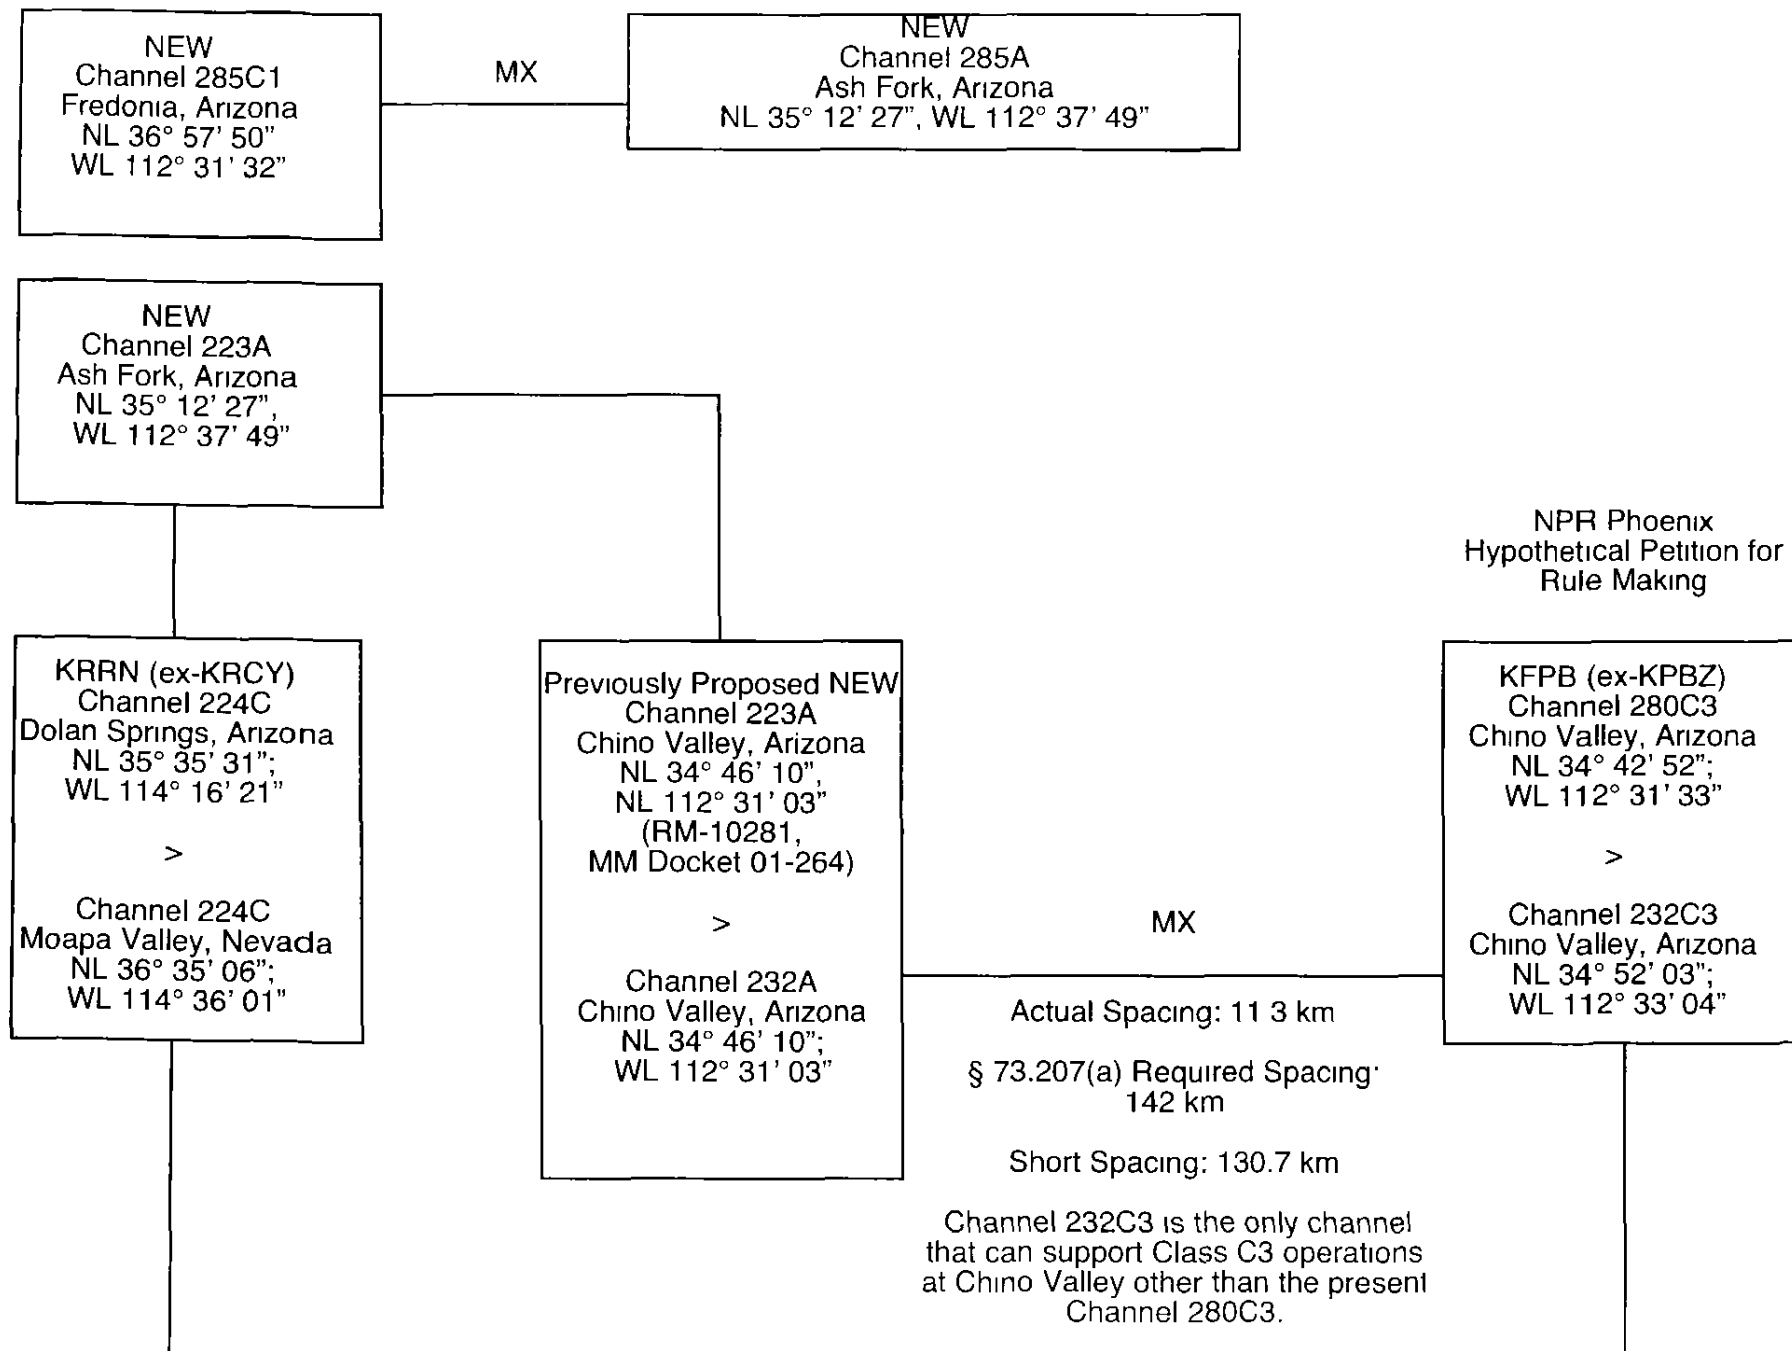 NEW
Channel 285C1
Fredonia, Arizona
NL 36° 57' 50”
WL 112° 31' 32”
MX
NEW
Channel 285A
Ash Fork, Arizona
NL 35° 12' 27”, WL 112° 37' 49”
NEW
Channel 223A
Ash Fork, Arizona
NL 35° 12' 27”,
WL 112° 37' 49”
NPR Phoenix
Hypothetical Petition for
Rule Making
KRRN (ex-KRCY)
Channel 224C
Dolan Springs, Arizona
NL 35° 35' 31”;
WL 114° 16' 21”
>
Channel 224C
Moapa Valley, Nevada
NL 36° 35' 06”;
WL 114° 36' 01”
Previously Proposed NEW
Channel 223A
Chino Valley, Arizona
NL 34° 46' 10”,
NL 112° 31' 03”
(RM-10281,
MM Docket 01-264)
>
Channel 232A
Chino Valley, Arizona
NL 34° 46' 10”;
WL 112° 31' 03”
MX
Actual Spacing: 11 3 km
§ 73.207(a) Required Spacing·
142 km
Short Spacing: 130.7 km
Channel 232C3 is the only channel
that can support Class C3 operations
at Chino Valley other than the present
Channel 280C3.
KFPB (ex-KPBZ)
Channel 280C3
Chino Valley, Arizona
NL 34° 42' 52”;
WL 112° 31' 33”
>
Channel 232C3
Chino Valley, Arizona
NL 34° 52' 03”;
WL 112° 33' 04”